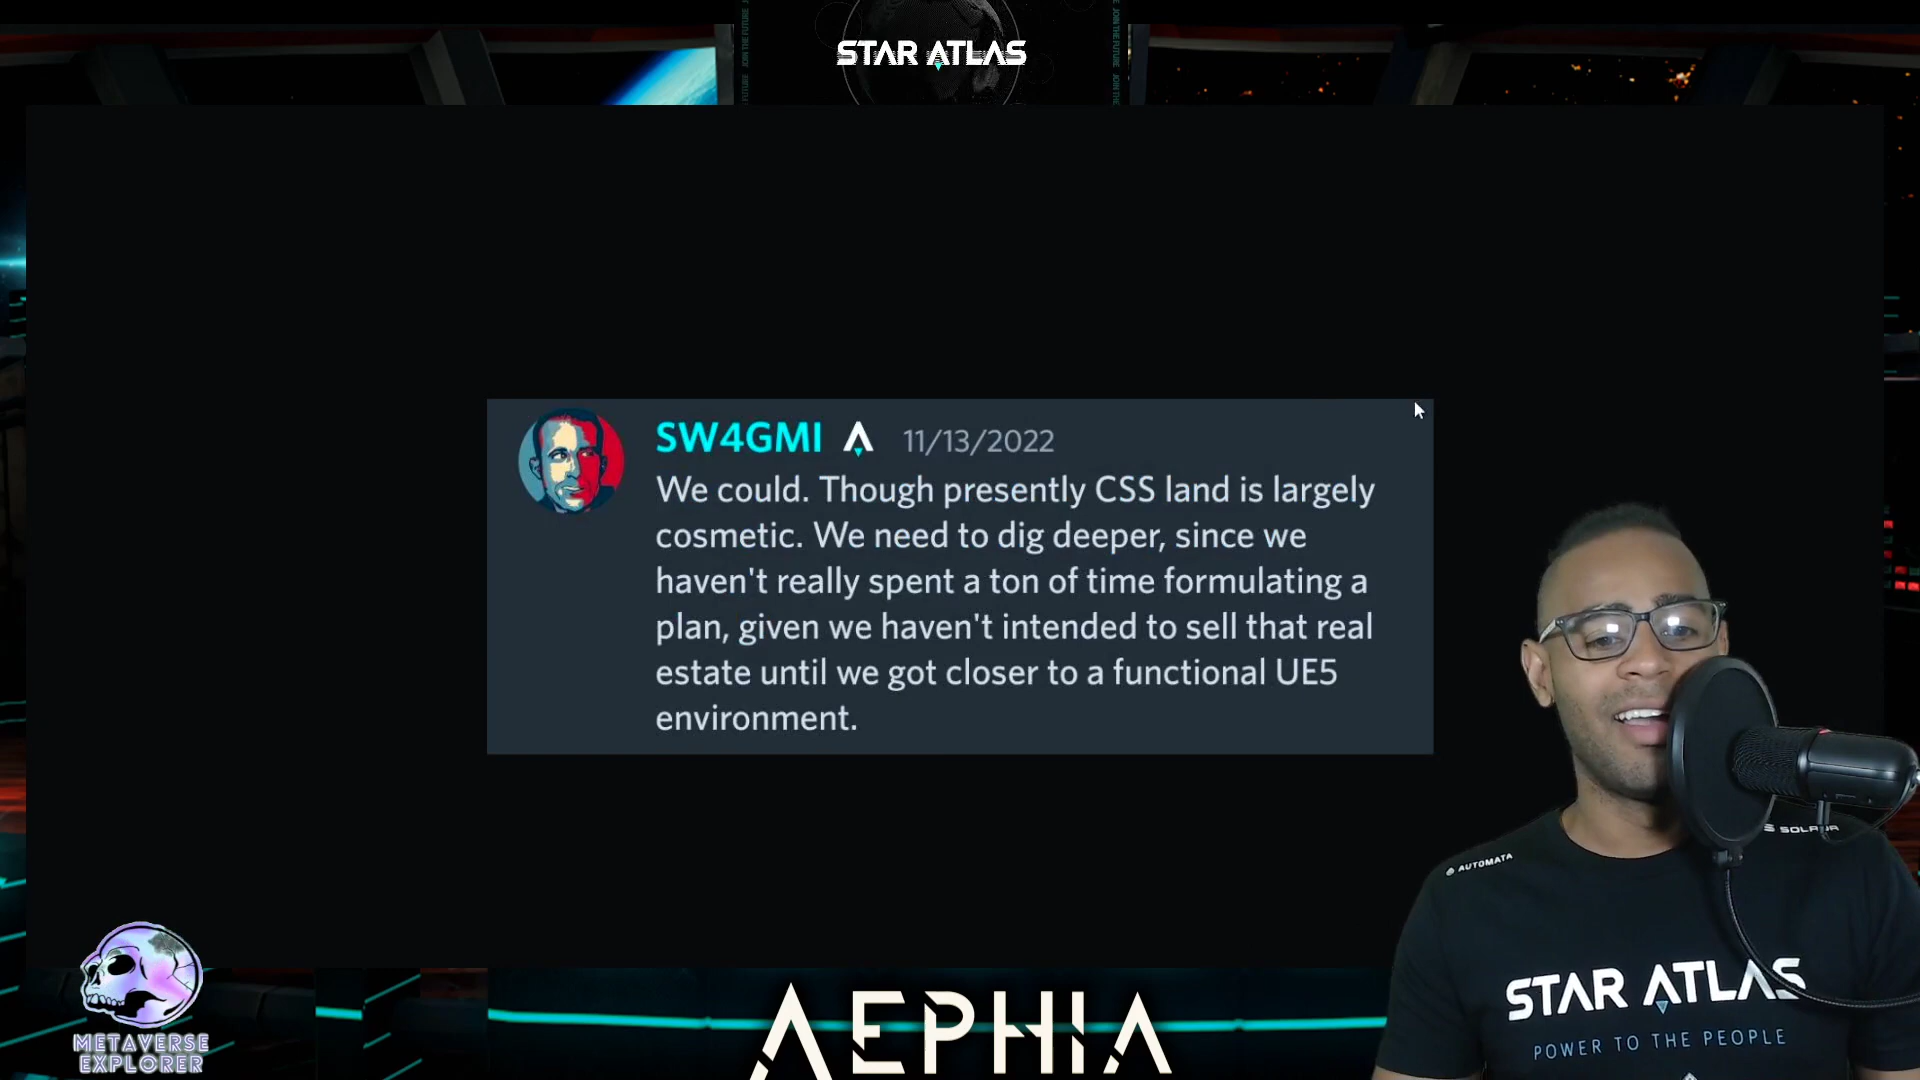 STAR ATLAS
SW4GMI 11/13/2022
We could. Though presently CSS land is largely
cosmetic. We need to dig deeper, since we
haven't really spent a ton of time formulating a
plan, given we haven't intended to sell that real
estate until we got closer to a functional UE5
environment.
AUTOMATA
STAR ATLAS
POWER TO THE PEOPLE
METAVERSE
EXPLORER
AEPHIA